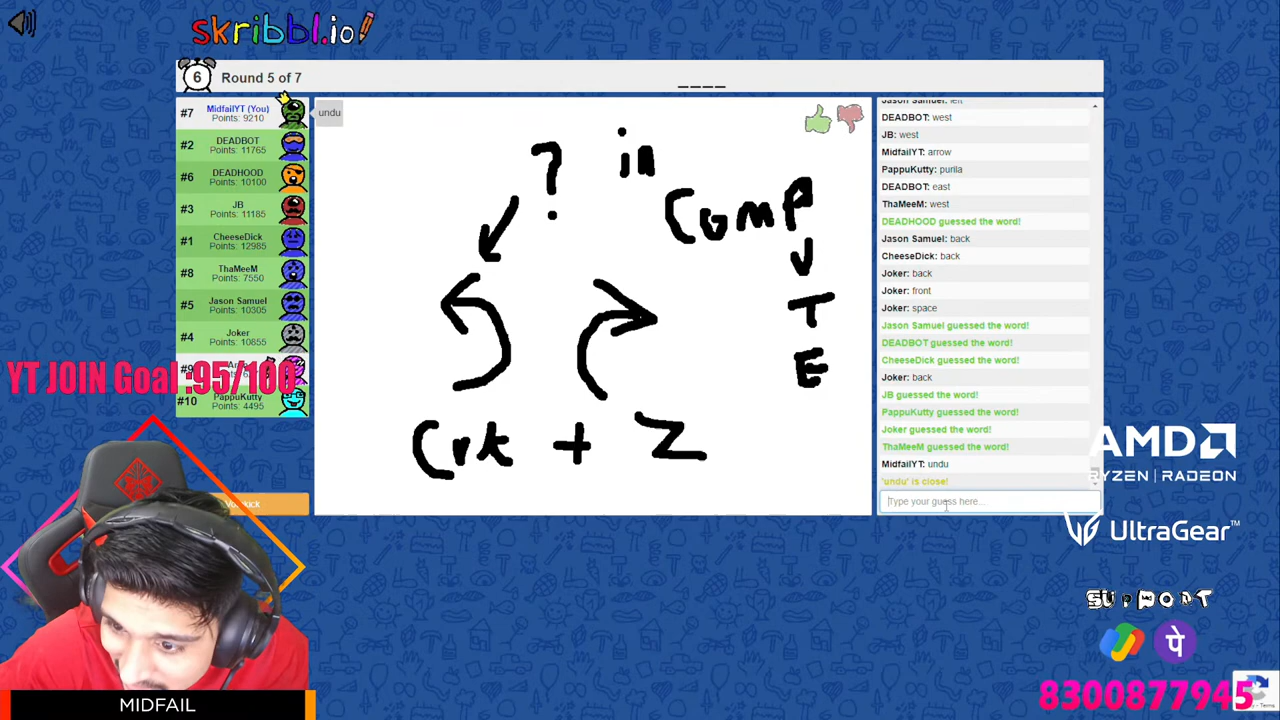 skribbl.io
6 Round 5 of 7
____
#7 MidfailYT (You)
Points: 9210
#2 DEADBOT
Points: 11765
#6 DEADHOOD
Points: 10100
#3 JB
Points: 11185
#1 CheeseDick
Points: 12985
#8 ThaMeeM
Points: 7550
#5 Jason Samuel
Points: 10305
#4 Joker
Points: 10855
#10 PappuKutty
Points: 4495
YT JOIN Goal :95/100
undu
? in
COMP
U
T
E
Crt + Z
Jason Samuel: left
DEADBOT: west
JB: west
MidfailYT: arrow
PappuKutty: purila
DEADBOT: east
ThaMeeM: west
DEADHOOD guessed the word!
Jason Samuel: back
CheeseDick: back
Joker: back
Joker: front
Joker: space
Jason Samuel guessed the word!
DEADBOT guessed the word!
CheeseDick guessed the word!
Joker: back
JB guessed the word!
PappuKutty guessed the word!
Joker guessed the word!
ThaMeeM guessed the word!
MidfailYT: undu
'undu' is close!
Type your guess here...
AMD
RYZEN | RADEON
UltraGear™
SUPPORT
पे
8300877945
MIDFAIL